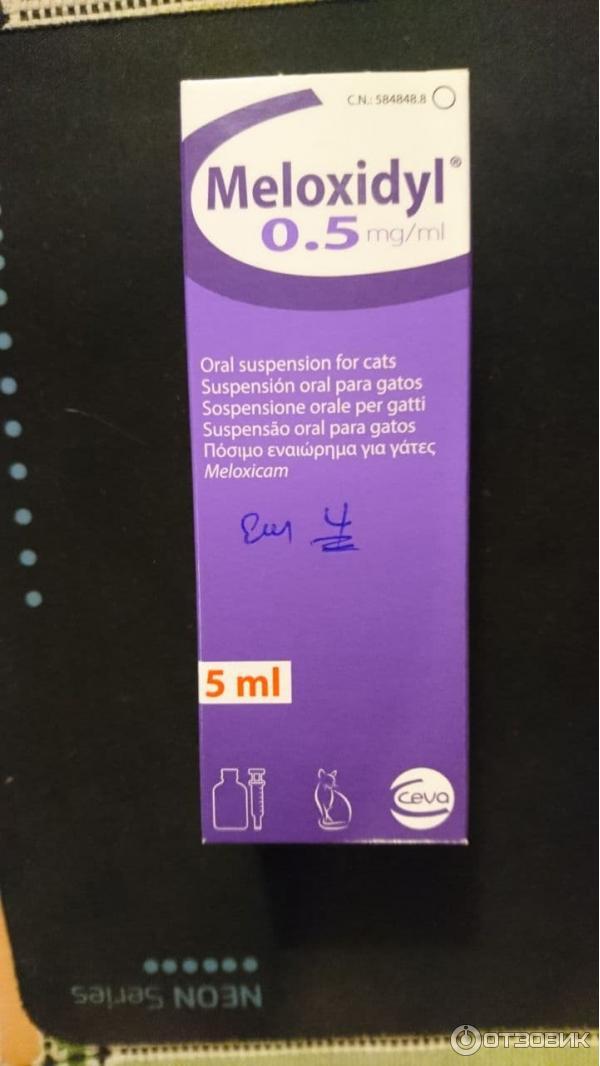 C.N.: 584848.8
Meloxidyl®
0.5 mg/ml
Oral suspension for cats
Suspensión oral para gatos
Sospensione orale per gatti
Suspensão oral para gatos
Πόσιμο εναιώρημα για γάτες
Meloxicam
4
5 ml
Ceva
NEON Series
ОТЗОВИК